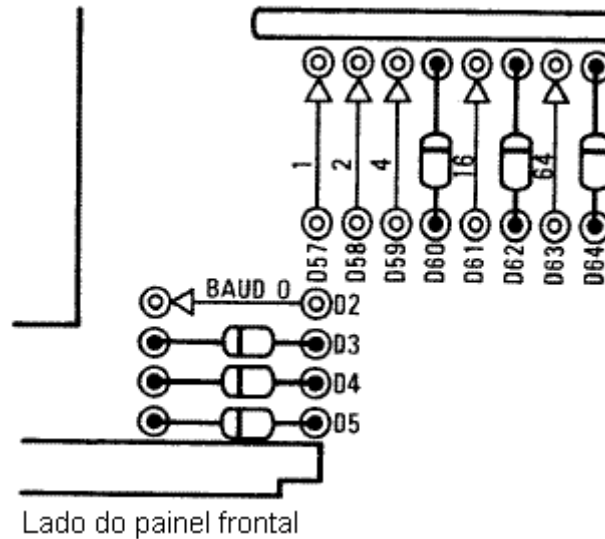 1
2
4
16
64
D57
D58
D59
D60
D61
D62
D63
D64
BAUD 0
D2
D3
D4
D5
Lado do painel frontal